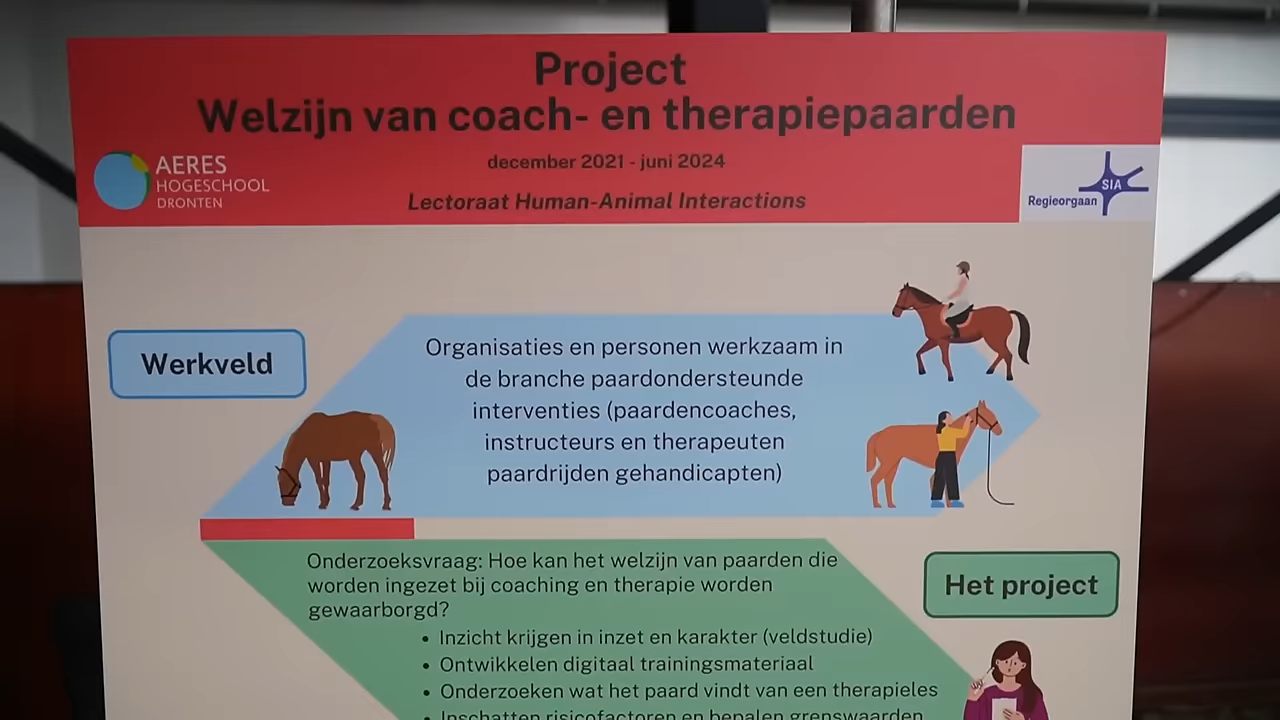 Project
Welzijn van coach- en therapiepaarden
december 2021 - juni 2024
Lectoraat Human-Animal Interactions
AERES
HOGESCHOOL
DRONTEN
SIA
Regieorgaan
Werkveld
Organisaties en personen werkzaam in
de branche paardondersteunde
interventies (paardencoaches,
instructeurs en therapeuten
paardrijden gehandicapten)
Het project
Onderzoeksvraag: Hoe kan het welzijn van paarden die
worden ingezet bij coaching en therapie worden
gewaarborgd?
• Inzicht krijgen in inzet en karakter (veldstudie)
• Ontwikkelen digitaal trainingsmateriaal
• Onderzoeken wat het paard vindt van een therapieles
• Inschatten risicofactoren en bepalen grenswaarden